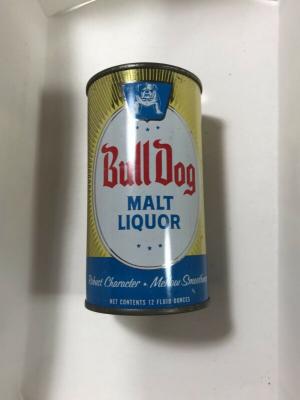 Bull Dog
MALT
LIQUOR
Robust Character • Mellow Smoothness
NET CONTENTS 12 FLUID OUNCES